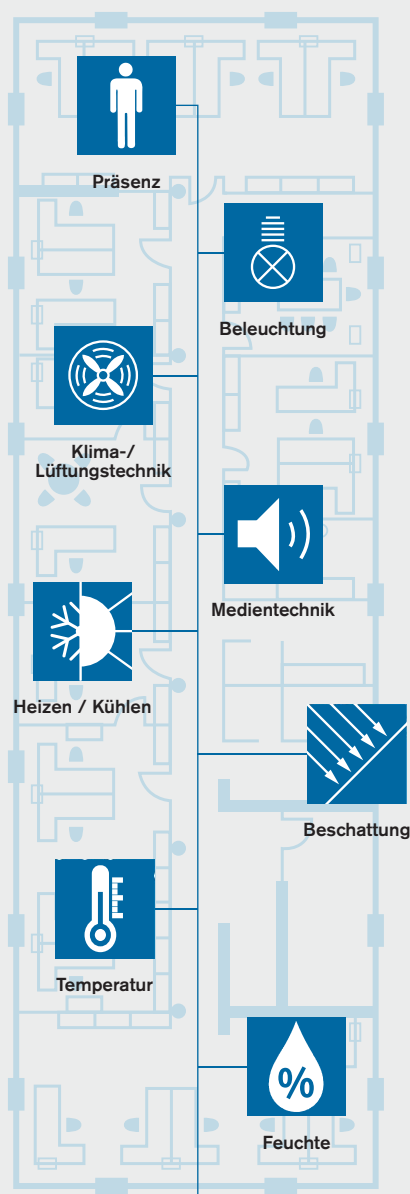 Präsenz
Beleuchtung
Klima-/
Lüftungstechnik
Medientechnik
Heizen / Kühlen
Beschattung
Temperatur
%
Feuchte